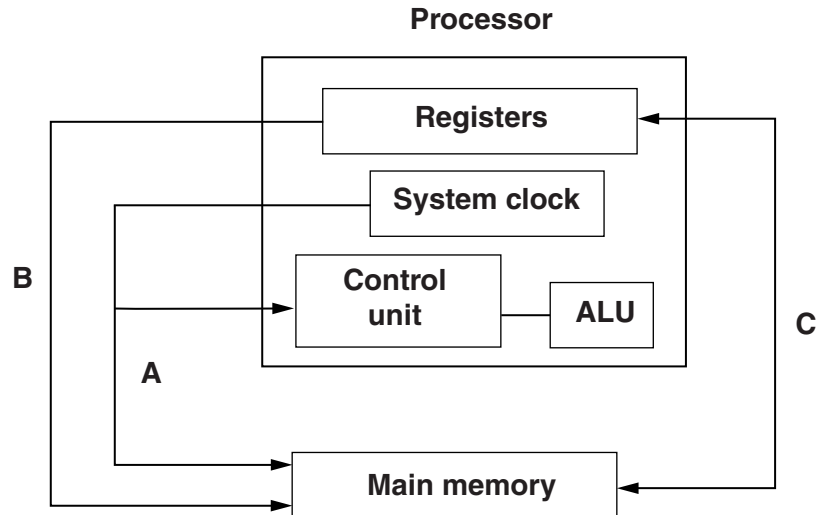 Processor
Registers
System clock
B
Control
unit
ALU
C
A
Main memory